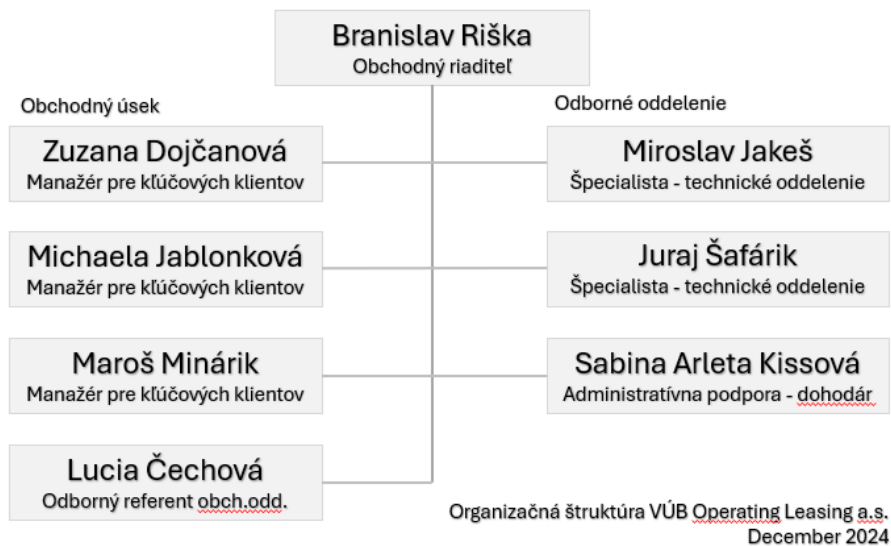 Branislav Riška
Obchodný riaditeľ
Obchodný úsek
Zuzana Dojčanová
Manažér pre kľúčových klientov
Michaela Jablonková
Manažér pre kľúčových klientov
Maroš Minárik
Manažér pre kľúčových klientov
Lucia Čechová
Odborný referent obch.odd.
Odborné oddelenie
Miroslav Jakeš
Špecialista - technické oddelenie
Juraj Šafárik
Špecialista - technické oddelenie
Sabina Arleta Kissová
Administratívna podpora - dohodár
Organizačná štruktúra VÚB Operating Leasing a.s.
December 2024